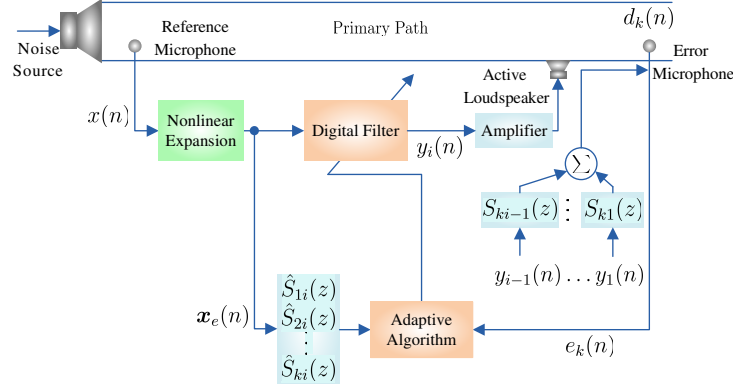 d_k(n)
Primary Path
Reference
Microphone
Noise
Source
Error
Microphone
Active
Loudspeaker
x(n)
Nonlinear
Expansion
Digital Filter
y_i(n)
Amplifier
Σ
S_{ki−1}(z) ⋮ S_{k1}(z)
y_{i−1}(n) … y_1(n)
x_e(n)
Ŝ_{1i}(z)
Ŝ_{2i}(z)
⋮
Ŝ_{ki}(z)
Adaptive
Algorithm
e_k(n)